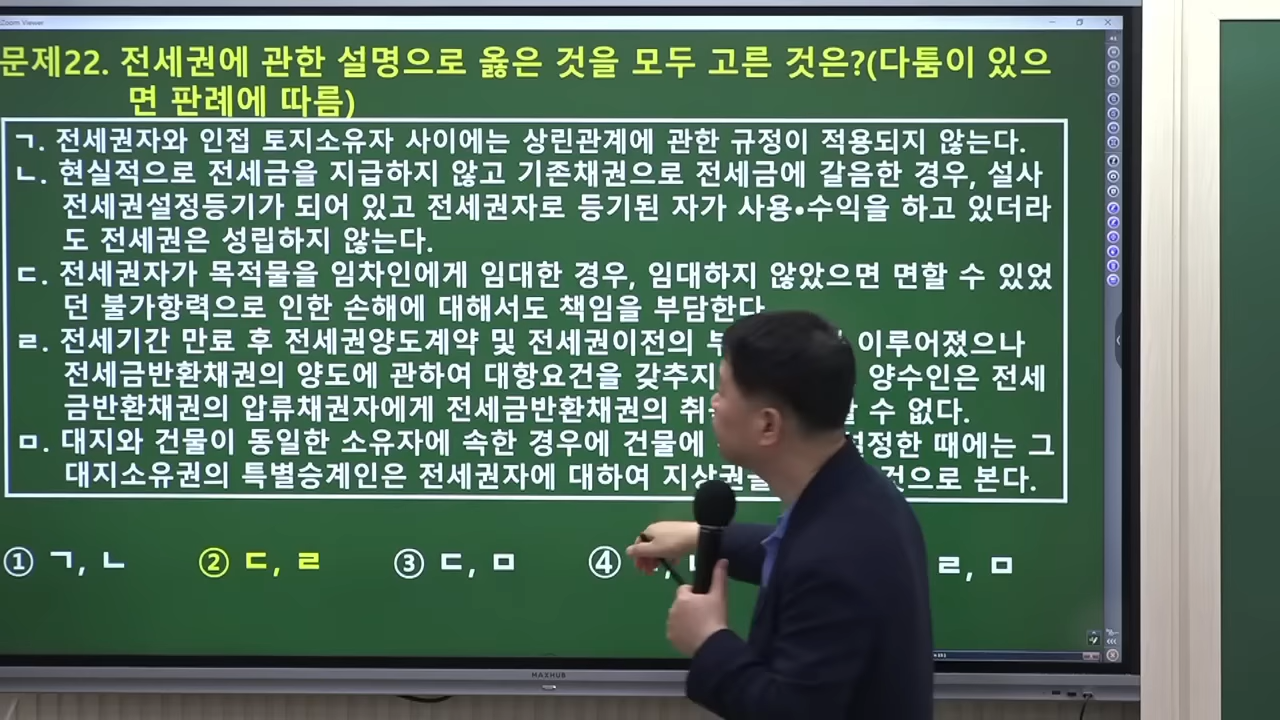 Zoom Viewer
문제22. 전세권에 관한 설명으로 옳은 것을 모두 고른 것은?(다툼이 있으
면 판례에 따름)
ㄱ. 전세권자와 인접 토지소유자 사이에는 상린관계에 관한 규정이 적용되지 않는다.
ㄴ. 현실적으로 전세금을 지급하지 않고 기존채권으로 전세금에 갈음한 경우, 설사
전세권설정등기가 되어 있고 전세권자로 등기된 자가 사용•수익을 하고 있더라
도 전세권은 성립하지 않는다.
ㄷ. 전세권자가 목적물을 임차인에게 임대한 경우, 임대하지 않았으면 면할 수 있었
던 불가항력으로 인한 손해에 대해서도 책임을 부담한다
ㄹ. 전세기간 만료 후 전세권양도계약 및 전세권이전의 이루어졌으나
전세금반환채권의 양도에 관하여 대항요건을 갖추지 양수인은 전세
금반환채권의 압류채권자에게 전세금반환채권의 수 없다.
ㅁ. 대지와 건물이 동일한 소유자에 속한 경우에 건물에 설정한 때에는 그
대지소유권의 특별승계인은 전세권자에 대하여 지상권을 것으로 본다.
① ㄱ, ㄴ ② ㄷ, ㄹ ③ ㄷ, ㅁ ④ ㄹ, ㅁ
MAXHUB